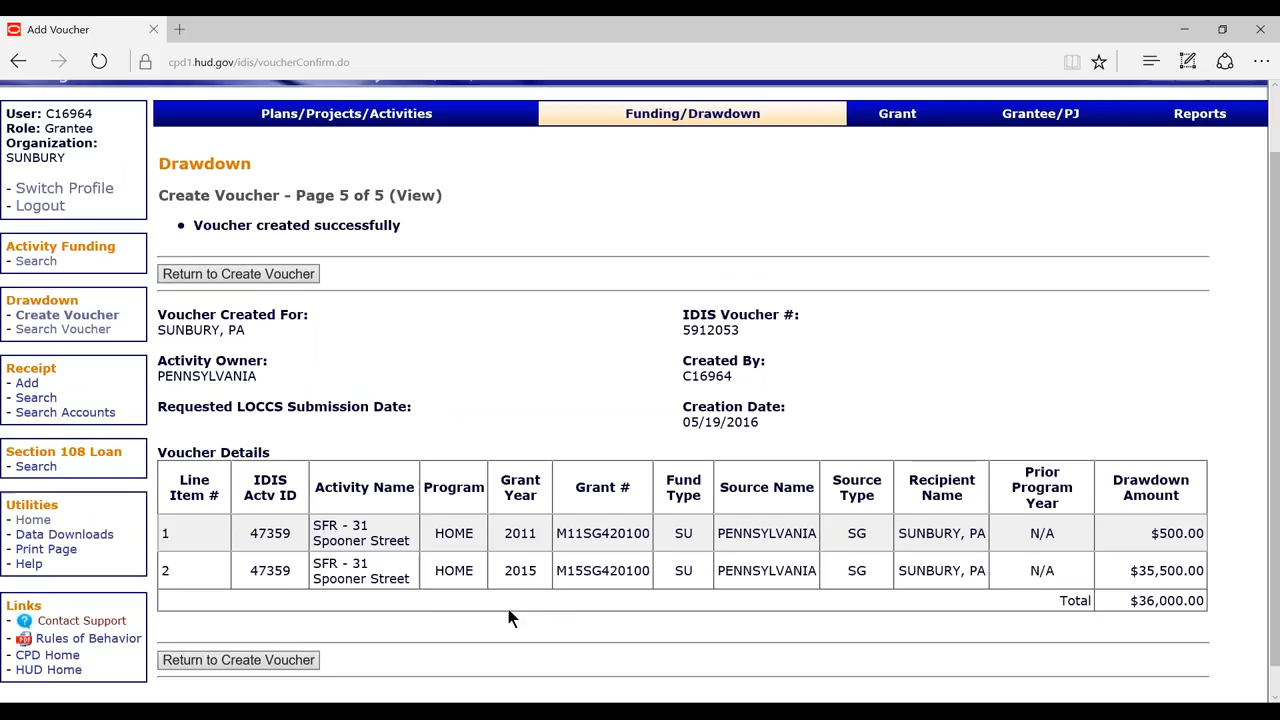 Add Voucher
cpd1.hud.gov/idis/voucherConfirm.do
User: C16964
Role: Grantee
Organization:
SUNBURY
- Switch Profile
- Logout
Activity Funding
- Search
Drawdown
- Create Voucher
- Search Voucher
Receipt
- Add
- Search
- Search Accounts
Section 108 Loan
- Search
Utilities
- Home
- Data Downloads
- Print Page
- Help
Links
- Contact Support
- Rules of Behavior
- CPD Home
- HUD Home
Plans/Projects/Activities Funding/Drawdown Grant Grantee/PJ Reports
Drawdown
Create Voucher - Page 5 of 5 (View)
• Voucher created successfully
Return to Create Voucher
Voucher Created For: IDIS Voucher #:
SUNBURY, PA 5912053
Activity Owner: Created By:
PENNSYLVANIA C16964
Requested LOCCS Submission Date: Creation Date:
05/19/2016
Voucher Details
Line Item # IDIS Actv ID Activity Name Program Grant Year Grant # Fund Type Source Name Source Type Recipient Name Prior Program Year Drawdown Amount
1 47359 SFR - 31 Spooner Street HOME 2011 M11SG420100 SU PENNSYLVANIA SG SUNBURY, PA N/A $500.00
2 47359 SFR - 31 Spooner Street HOME 2015 M15SG420100 SU PENNSYLVANIA SG SUNBURY, PA N/A $35,500.00
Total $36,000.00
Return to Create Voucher